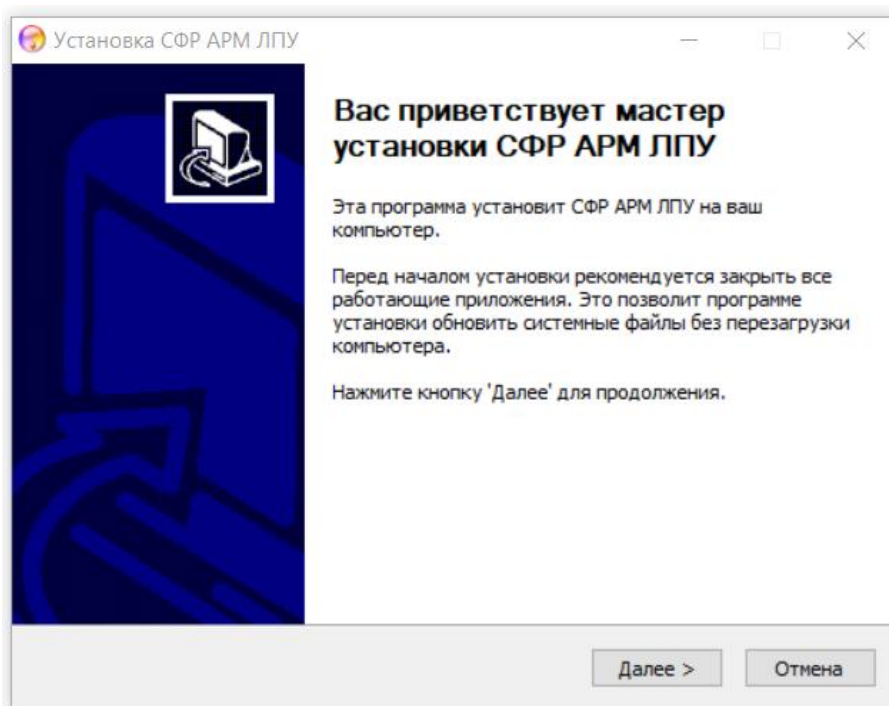 Установка СФР АРМ ЛПУ
Вас приветствует мастер
установки СФР АРМ ЛПУ
Эта программа установит СФР АРМ ЛПУ на ваш
компьютер.
Перед началом установки рекомендуется закрыть все
работающие приложения. Это позволит программе
установки обновить системные файлы без перезагрузки
компьютера.
Нажмите кнопку 'Далее' для продолжения.
Далее >
Отмена